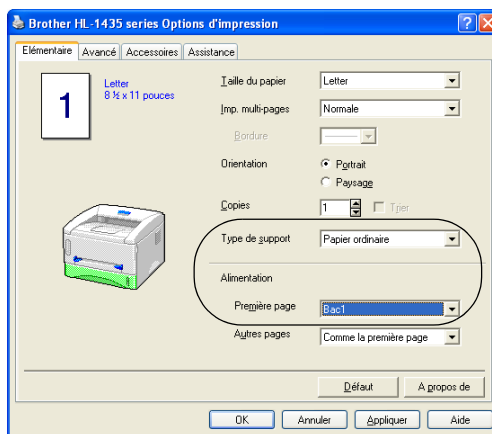 Brother HL-1435 series Options d'impression
Elémentaire Avancé Accessoires Assistance
1
Letter
8 ½ x 11 pouces
Taille du papier Letter
Imp. multi-pages Normale
Bordure
Orientation Portrait
Paysage
Copies 1 Trier
Type de support Papier ordinaire
Alimentation
Première page Bac1
Autres pages Comme la première page
Défaut A propos de
OK Annuler Appliquer Aide